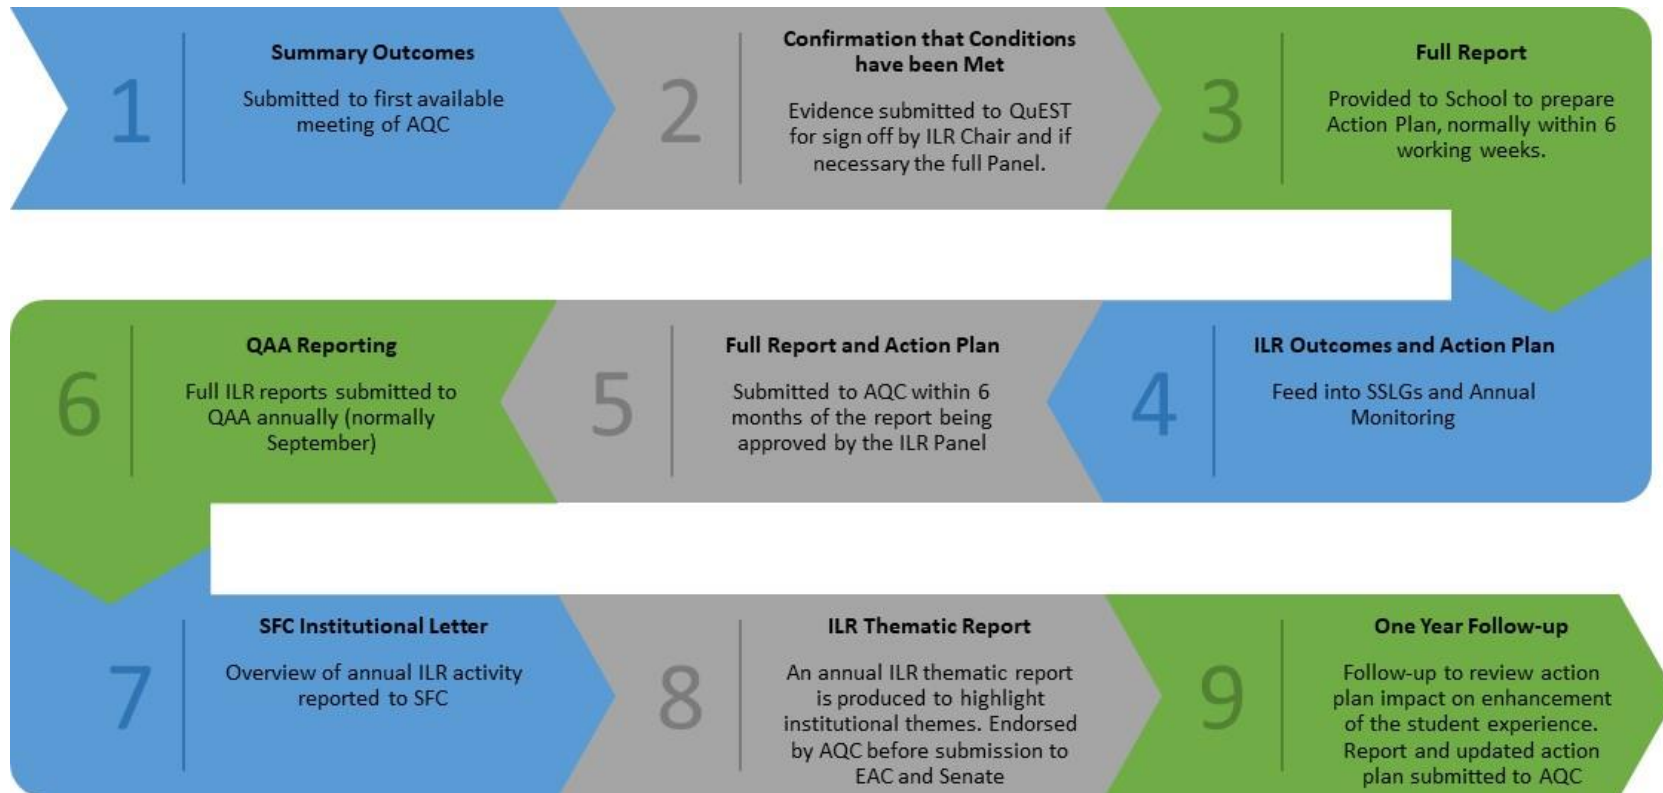 1
Summary Outcomes
Submitted to first available
meeting of AQC
2
Confirmation that Conditions
have been Met
Evidence submitted to QuEST
for sign off by ILR Chair and if
necessary the full Panel.
3
Full Report
Provided to School to prepare
Action Plan, normally within 6
working weeks.
4
ILR Outcomes and Action Plan
Feed into SSLGs and Annual
Monitoring
5
Full Report and Action Plan
Submitted to AQC within 6
months of the report being
approved by the ILR Panel
6
QAA Reporting
Full ILR reports submitted to
QAA annually (normally
September)
7
SFC Institutional Letter
Overview of annual ILR activity
reported to SFC
8
ILR Thematic Report
An annual ILR thematic report
is produced to highlight
institutional themes. Endorsed
by AQC before submission to
EAC and Senate
9
One Year Follow-up
Follow-up to review action
plan impact on enhancement
of the student experience.
Report and updated action
plan submitted to AQC